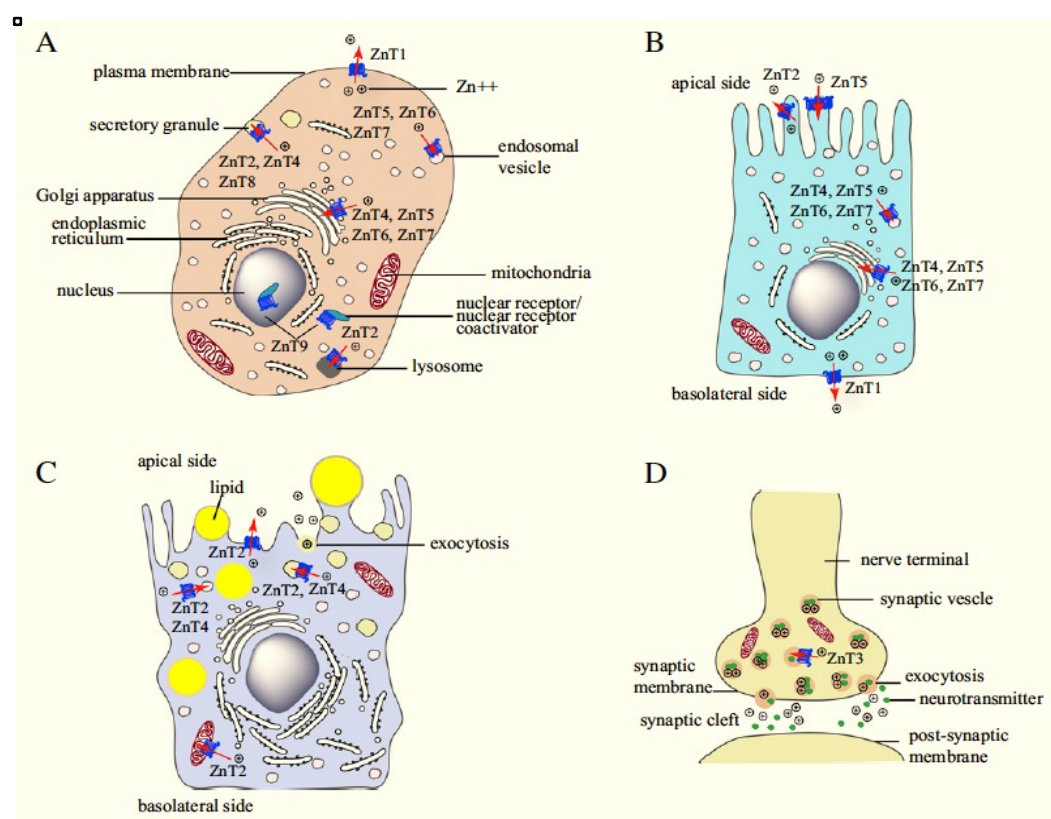 A
plasma membrane
ZnT1
Zn++
secretory granule
ZnT5, ZnT6
ZnT7
endosomal
vesicle
ZnT2, ZnT4
ZnT8
Golgi apparatus
endoplasmic
reticulum
ZnT4, ZnT5
ZnT6, ZnT7
nucleus
mitochondria
nuclear receptor/
nuclear receptor
coactivator
ZnT2
ZnT9
lysosome
B
apical side
ZnT2
ZnT5
ZnT4, ZnT5
ZnT6, ZnT7
ZnT4, ZnT5
ZnT6, ZnT7
basolateral side
ZnT1
C
apical side
lipid
ZnT2
exocytosis
ZnT2, ZnT4
ZnT2
ZnT4
ZnT2
basolateral side
D
nerve terminal
synaptic vescle
ZnT3
synaptic
membrane
exocytosis
neurotransmitter
synaptic cleft
post-synaptic
membrane